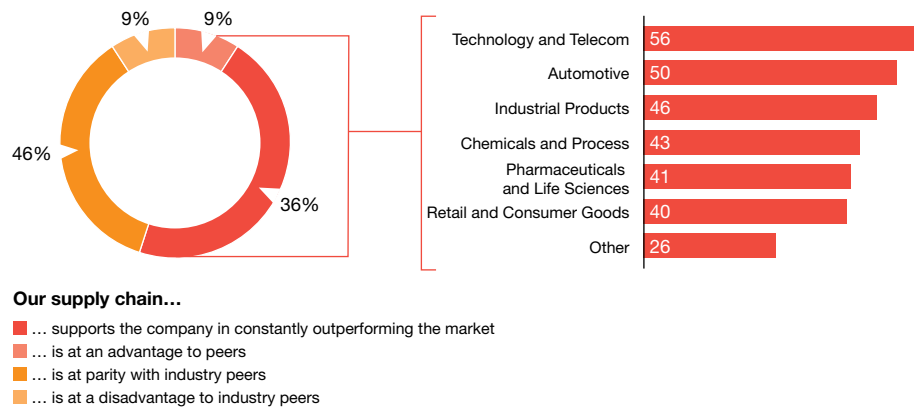 9%
9%
46%
36%
Technology and Telecom 56
Automotive 50
Industrial Products 46
Chemicals and Process 43
Pharmaceuticals
and Life Sciences 41
Retail and Consumer Goods 40
Other 26
Our supply chain…
… supports the company in constantly outperforming the market
… is at an advantage to peers
… is at parity with industry peers
… is at a disadvantage to industry peers